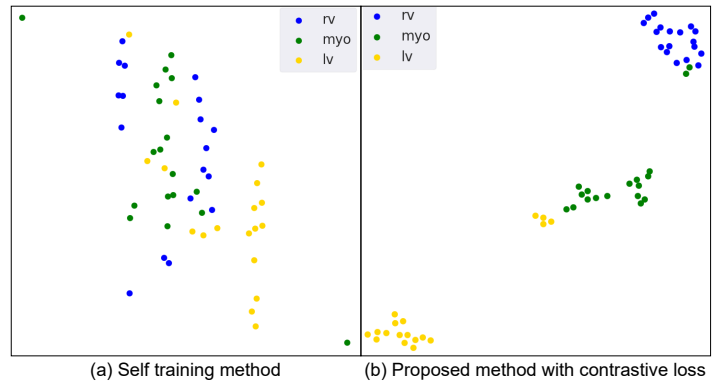 rv
myo
lv
rv
myo
lv
(a) Self training method
(b) Proposed method with contrastive loss